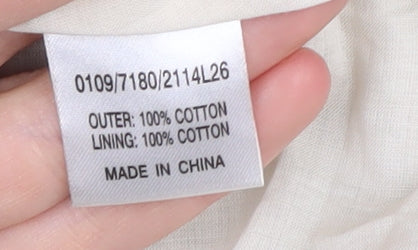 0109/7180/2114L26
OUTER: 100% COTTON
LINING: 100% COTTON
MADE IN CHINA